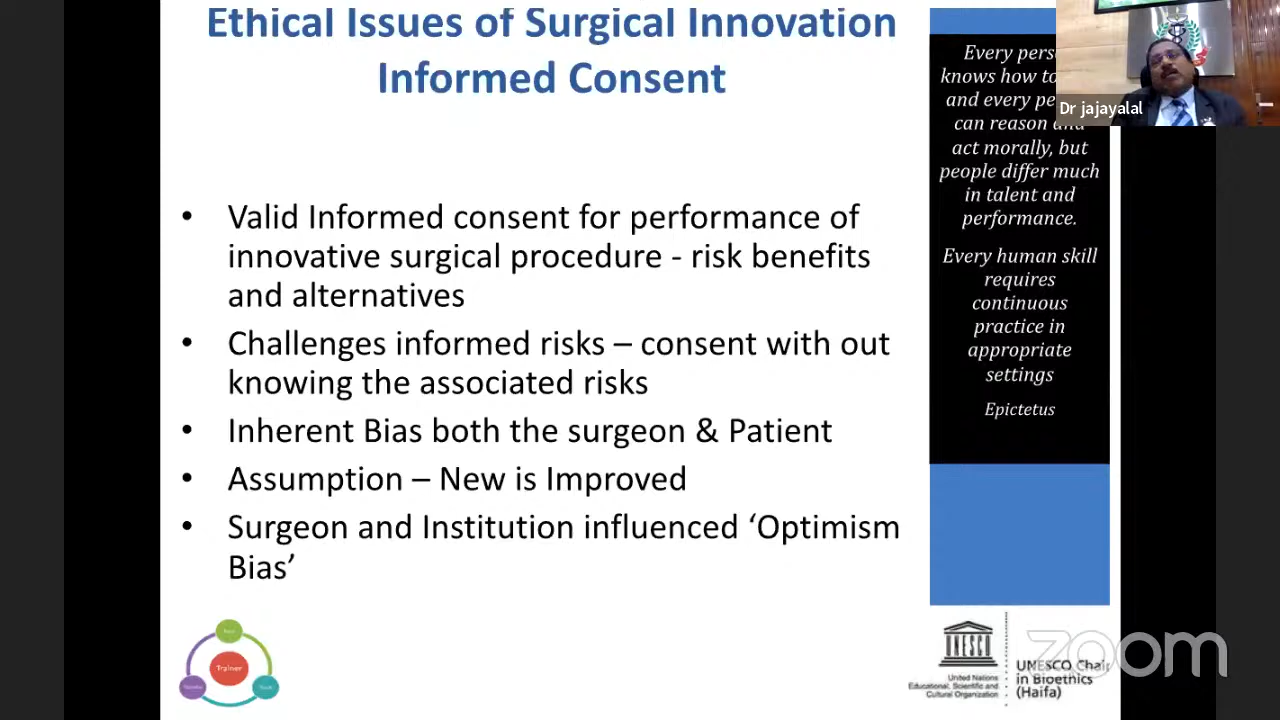 Ethical Issues of Surgical Innovation
Informed Consent
• Valid Informed consent for performance of
innovative surgical procedure - risk benefits
and alternatives
• Challenges informed risks – consent with out
knowing the associated risks
• Inherent Bias both the surgeon & Patient
• Assumption – New is Improved
• Surgeon and Institution influenced ‘Optimism
Bias’
Every
knows how to
and every
can reason and
act morally, but
people differ much
in talent and
performance.
Every human skill
requires
continuous
practice in
appropriate
settings
Epictetus
Dr jajayalal
Trainer
UNESCO
United Nations
Educational, Scientific and
Cultural Organization
UNESCO Chair
in Bioethics
(Haifa)
zoom